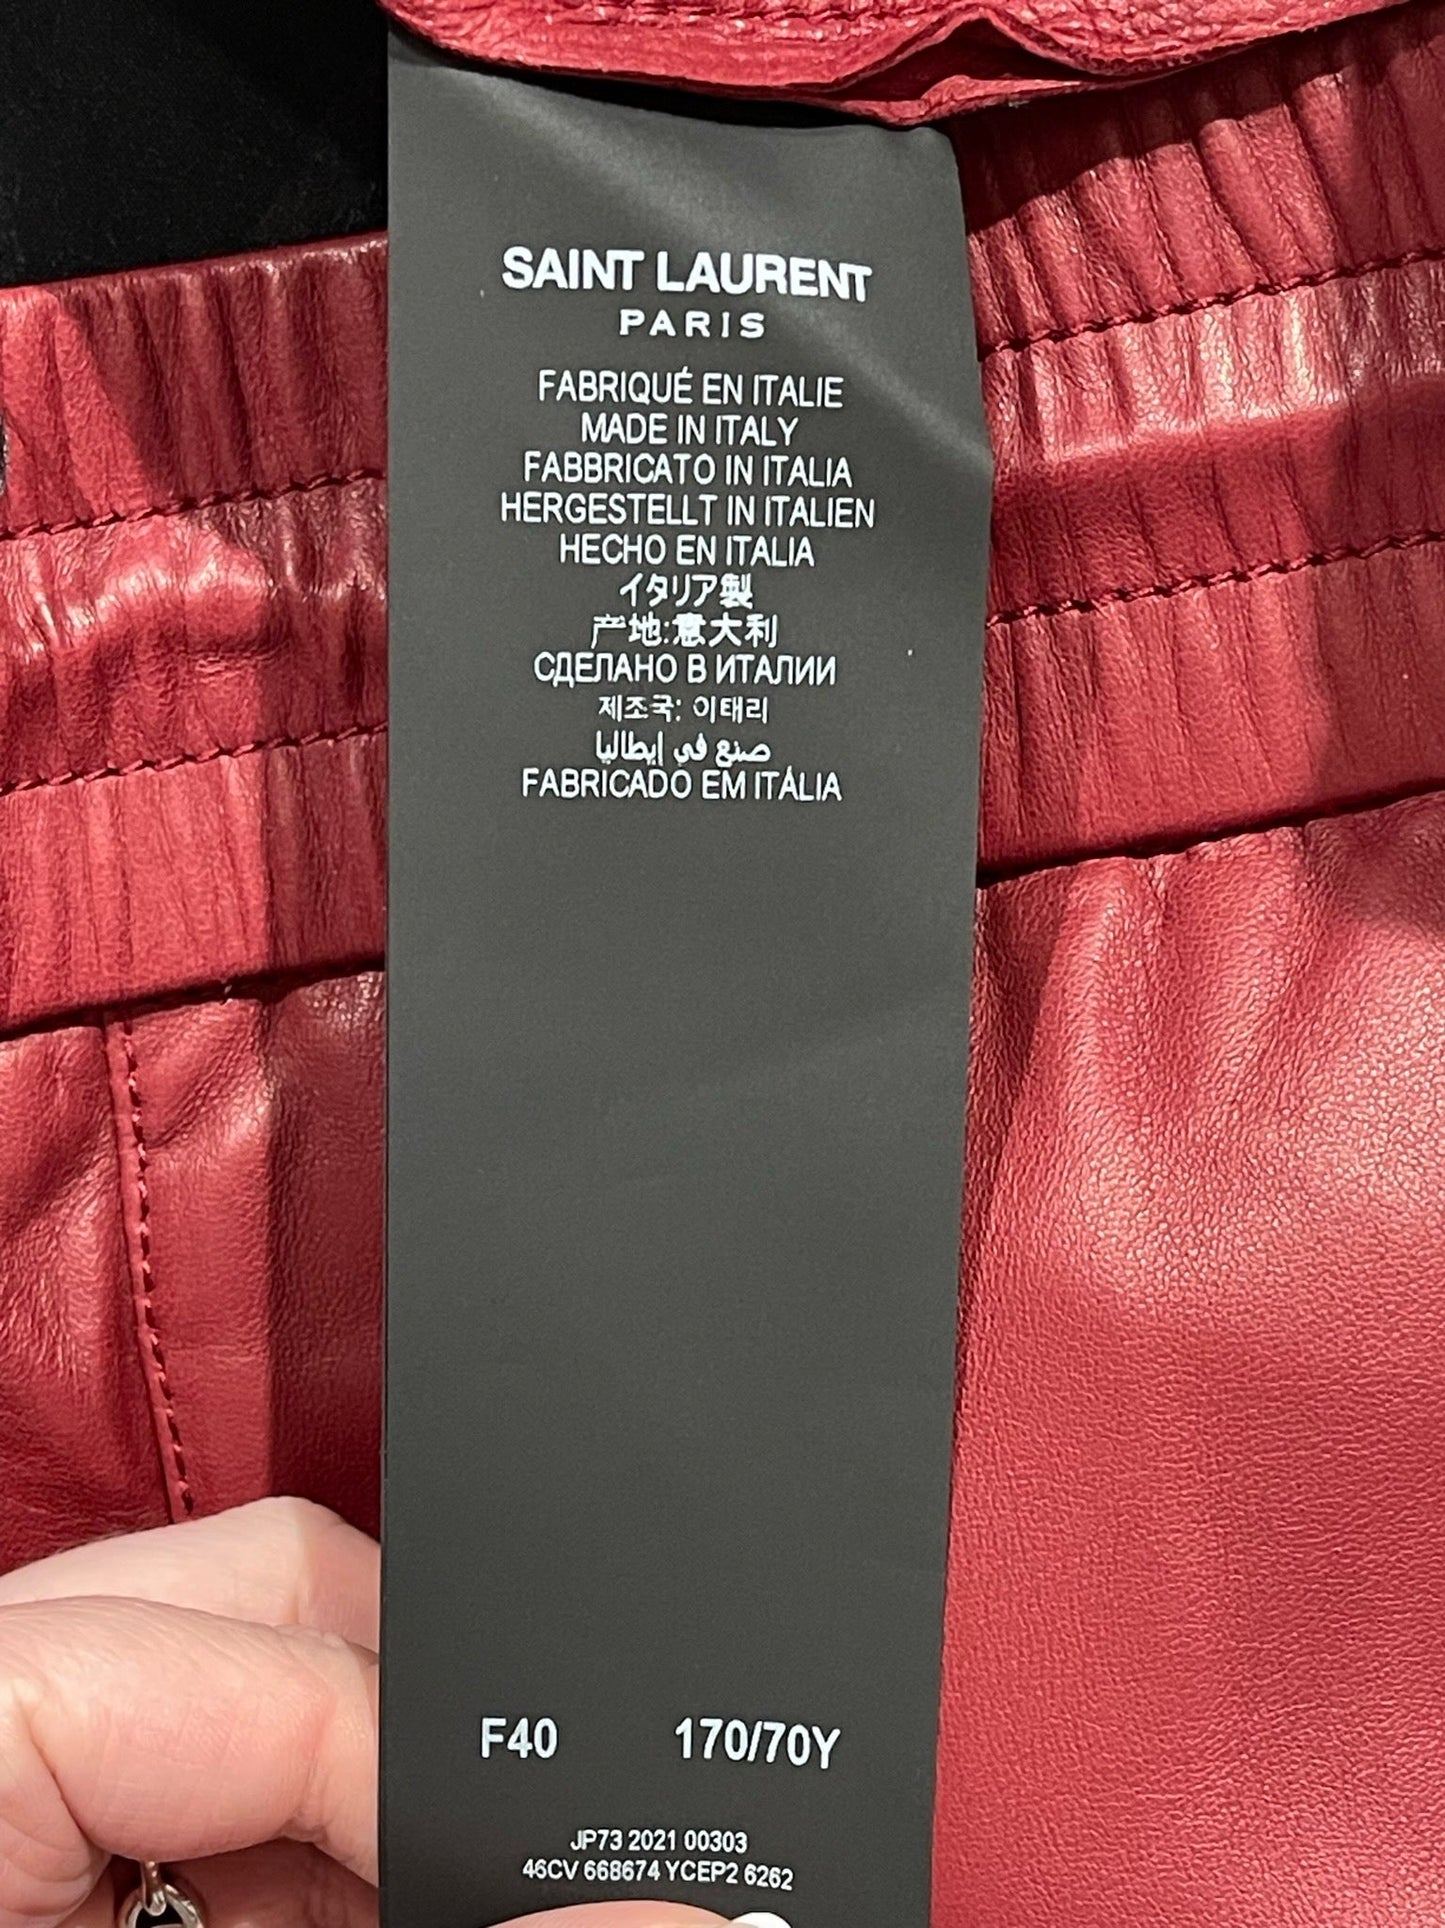 SAINT LAURENT
PARIS
FABRIQUÉ EN ITALIE
MADE IN ITALY
FABBRICATO IN ITALIA
HERGESTELLT IN ITALIEN
HECHO EN ITALIA
イタリア製
产地:意大利
СДЕЛАНО В ИТАЛИИ
제조국: 이태리
صنع في إيطاليا
FABRICADO EM ITÁLIA
F40 170/70Y
JP73 2021 00303
46CV 668674 YCEP2 6262